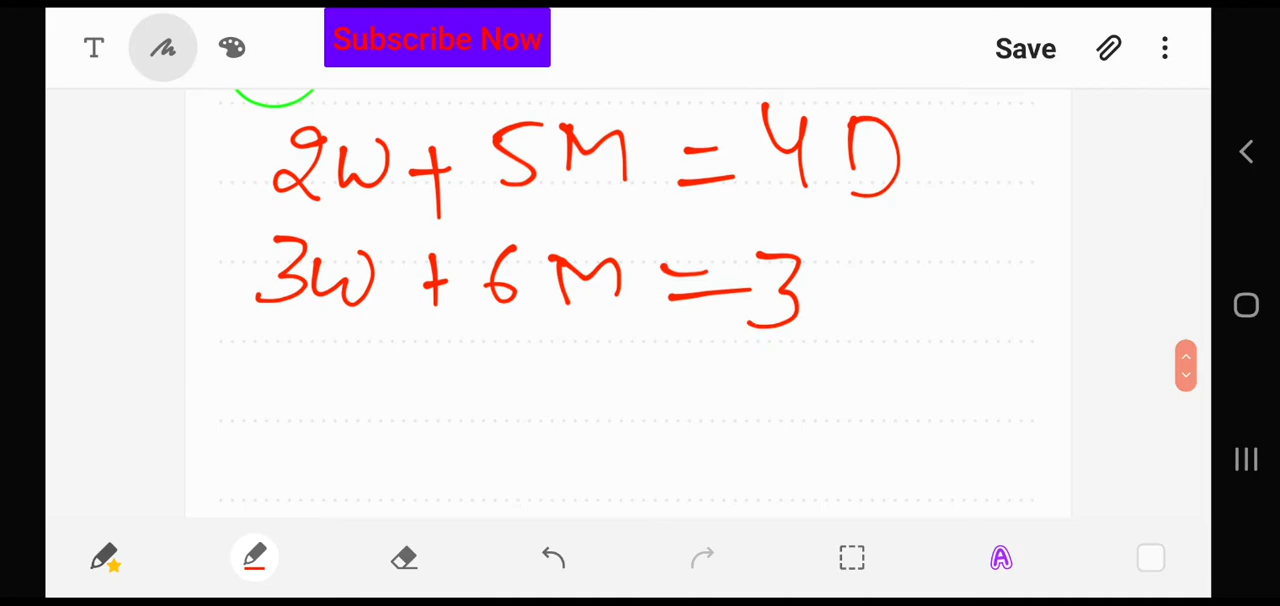 Subscribe Now
T
Save
2W + 5M = 4D
3W + 6M = 3
A